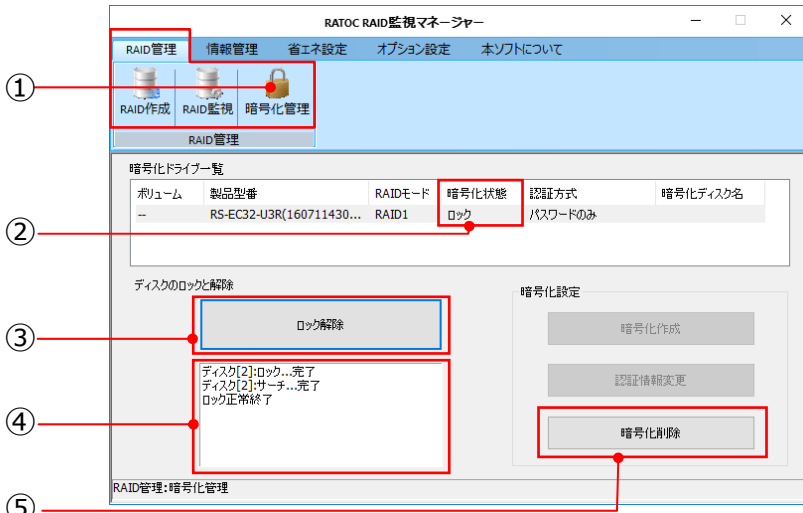 RATOC RAID監視マネージャー
RAID管理 情報管理 省エネ設定 オプション設定 本ソフトについて
①
RAID作成 RAID監視 暗号化管理
RAID管理
暗号化ドライブ一覧
ボリューム 製品型番 RAIDモード 暗号化状態 認証方式 暗号化ディスク名
-- RS-EC32-U3R(160711430... RAID1 ロック パスワードのみ
②
ディスクのロックと解除
暗号化設定
③
ロック解除
暗号化作成
ディスク[2]:ロック...完了
ディスク[2]:サーチ...完了
ロック正常終了
認証情報変更
④
暗号化削除
RAID管理:暗号化管理
⑤